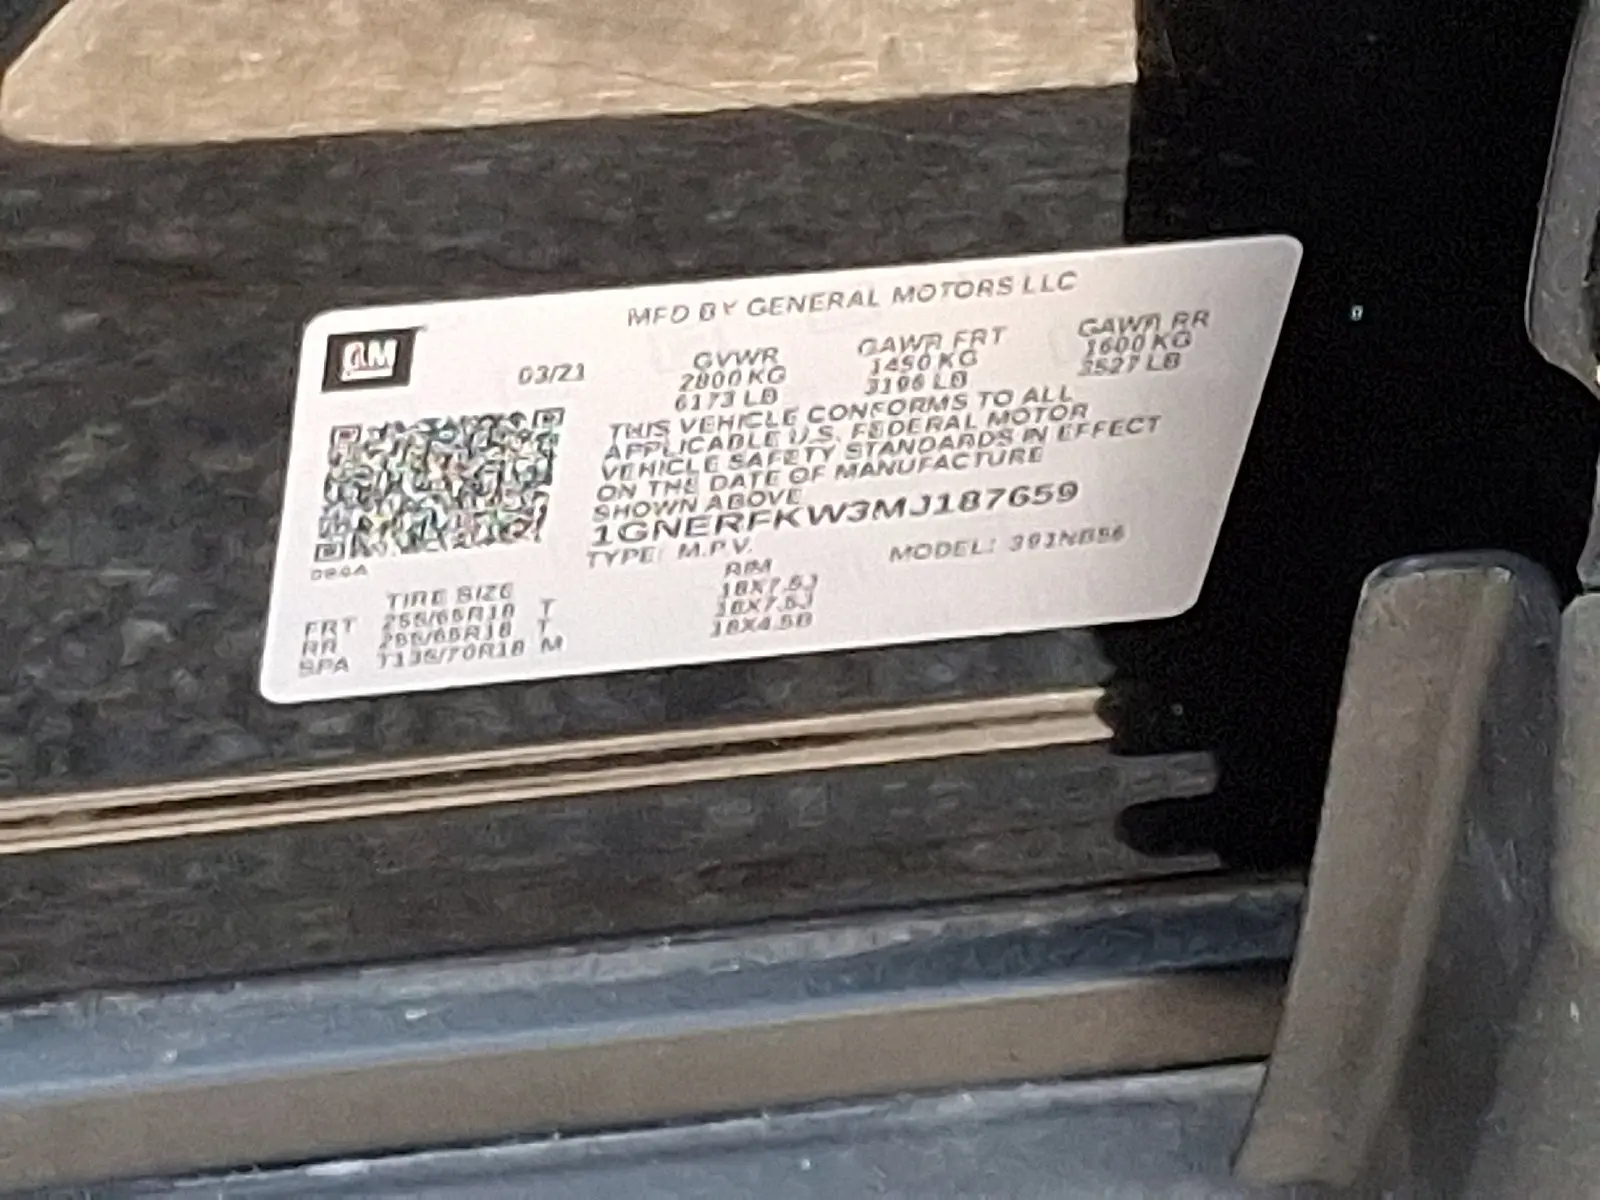 MFD BY GENERAL MOTORS LLC
GM
03/21
GVWR
2800 KG
6173 LB
GAWR FRT
1450 KG
3196 LB
GAWR RR
1600 KG
3527 LB
THIS VEHICLE CONFORMS TO ALL
APPLICABLE U.S. FEDERAL MOTOR
VEHICLE SAFETY STANDARDS IN EFFECT
ON THE DATE OF MANUFACTURE
SHOWN ABOVE
1GNERFKW3MJ187659
TYPE: M.P.V.
MODEL:
TIRE SIZE
RIM
FRT 255/65R18 T 18X7.5J
RR 255/65R18 T 18X7.5J
SPA T135/70R18 M 18X4.5B